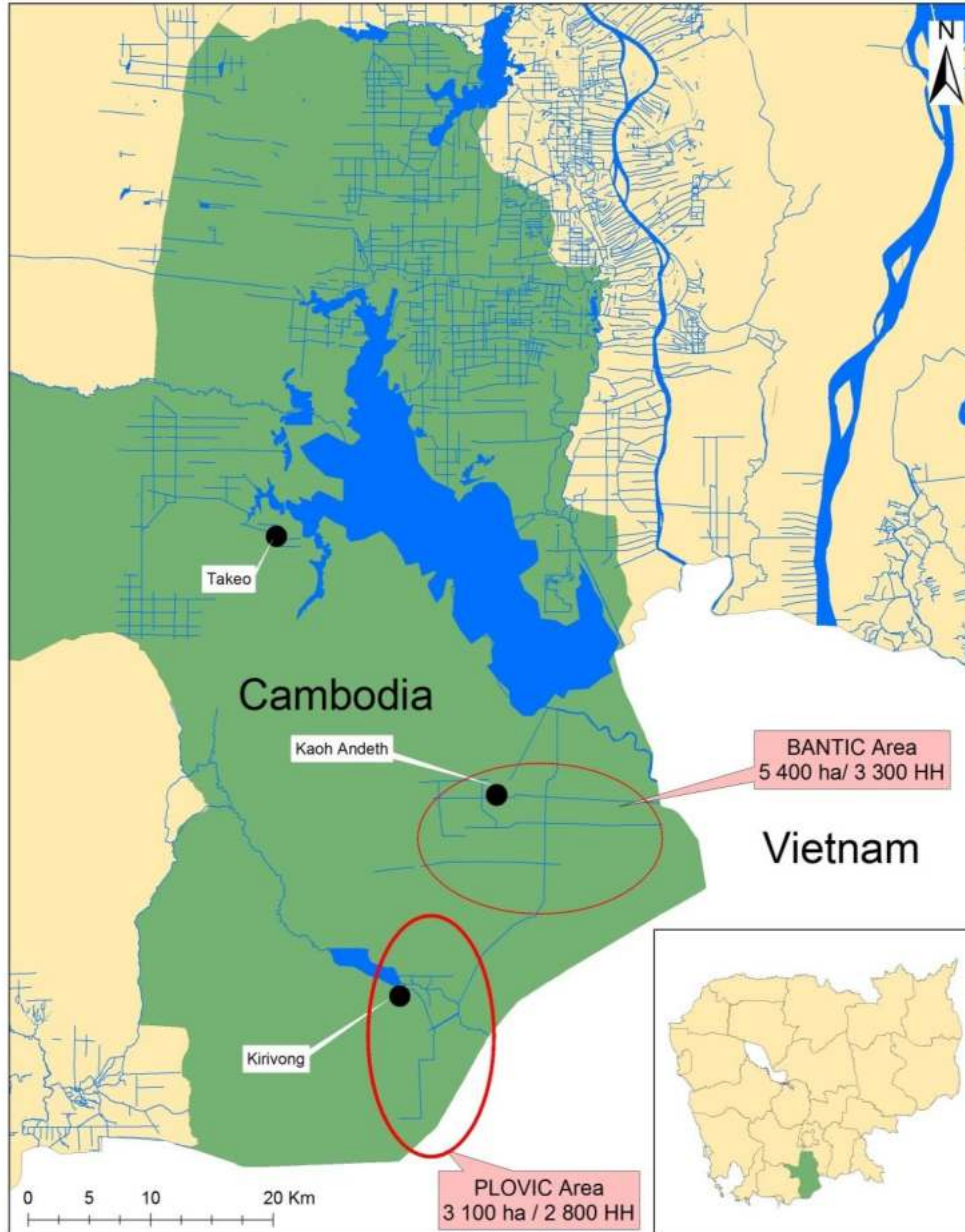 N
Takeo
Cambodia
Kaoh Andeth
BANTIC Area
5 400 ha/ 3 300 HH
Vietnam
Kirivong
0 5 10 20 Km
PLOVIC Area
3 100 ha / 2 800 HH